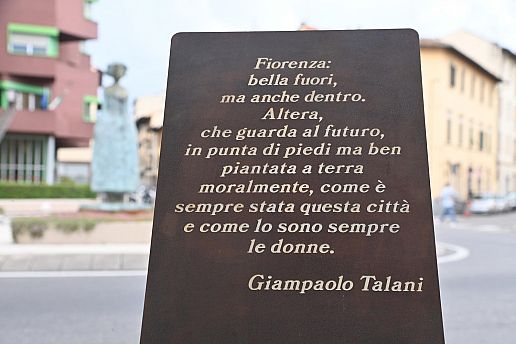 Fiorenza:
bella fuori,
ma anche dentro.
Altera,
che guarda al futuro,
in punta di piedi ma ben
piantata a terra
moralmente, come è
sempre stata questa città
e come lo sono sempre
le donne.
Giampaolo Talani